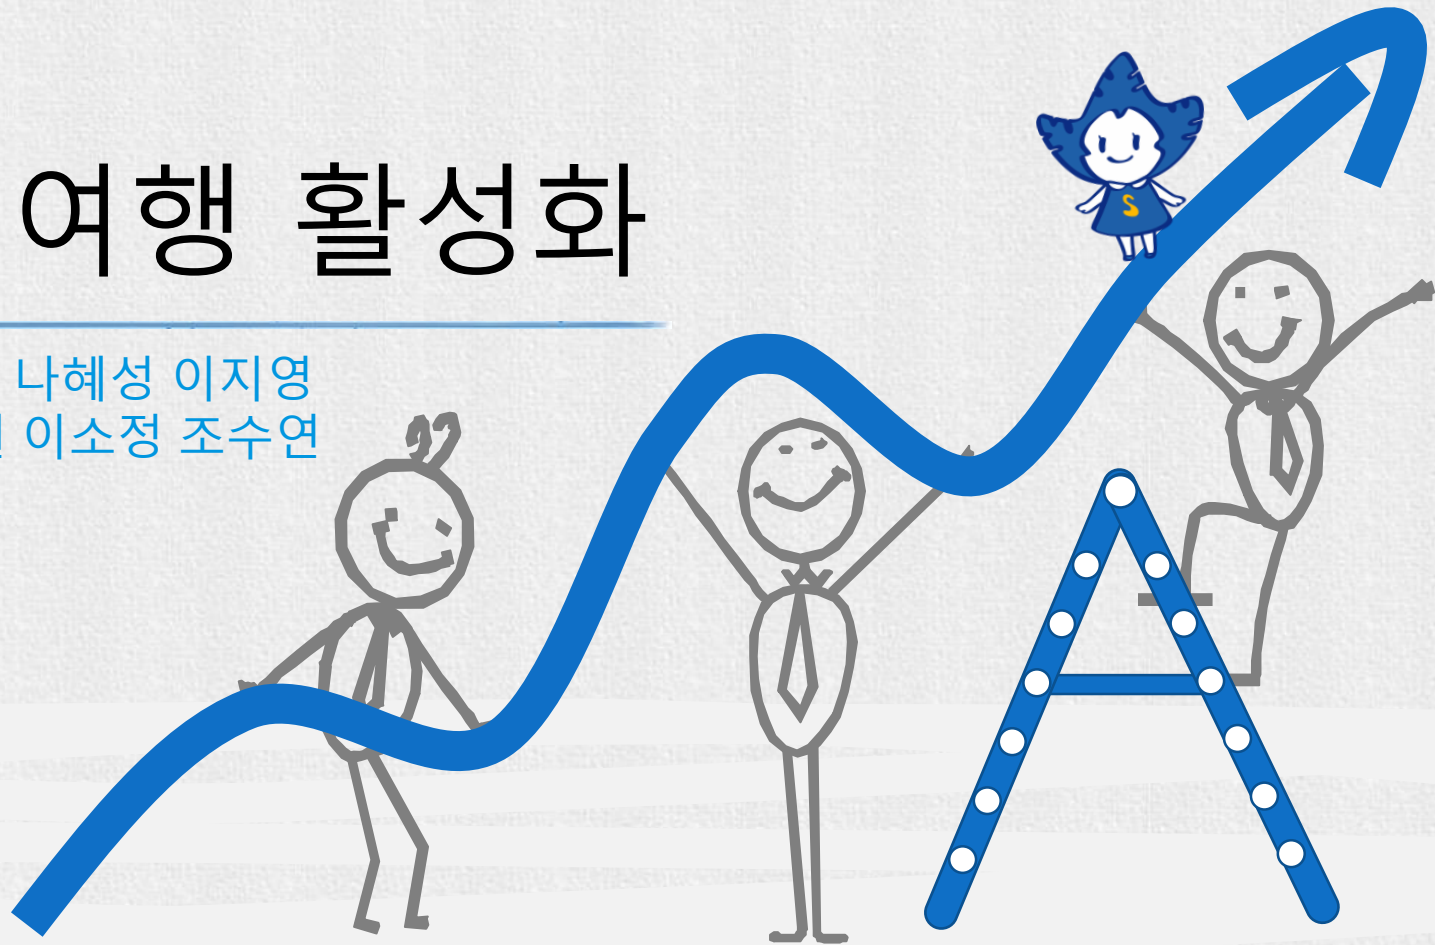 여행 활성화
나혜성 이지영
이소정 조수연